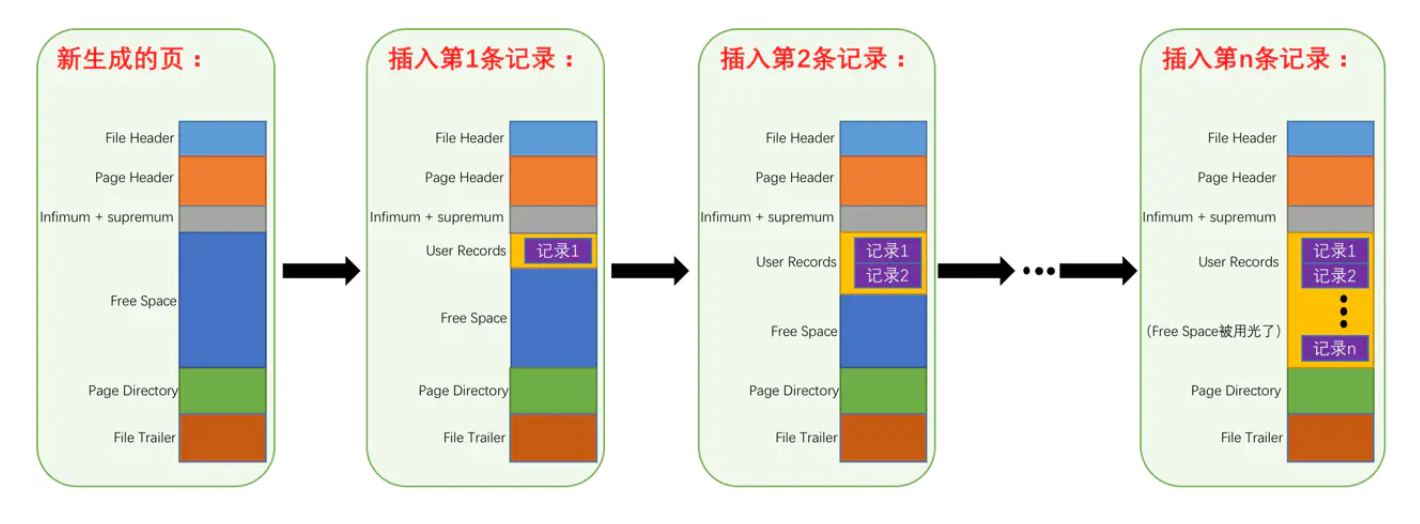 新生成的页：
File Header
Page Header
Infimum + supremum
Free Space
Page Directory
File Trailer
插入第1条记录：
File Header
Page Header
Infimum + supremum
User Records
记录1
Free Space
Page Directory
File Trailer
插入第2条记录：
File Header
Page Header
Infimum + supremum
User Records
记录1
记录2
Free Space
Page Directory
File Trailer
插入第n条记录：
File Header
Page Header
Infimum + supremum
User Records
记录1
记录2
(Free Space被用光了)
记录n
Page Directory
File Trailer